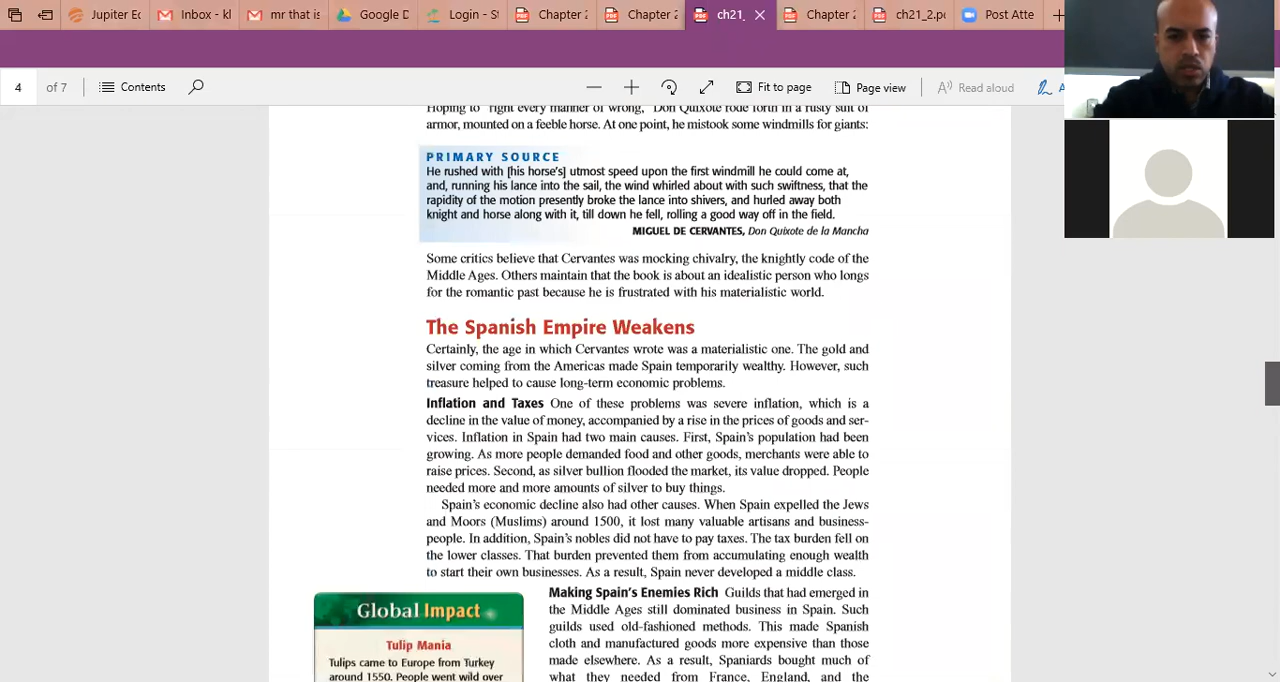 Jupiter Ec
Inbox - kl
mr that is
Google D
Login - St
Chapter 2
Chapter 2
ch21_
Chapter 2
ch21_2.pc
Post Atte
4 of 7
Contents
Fit to page
Page view
Read aloud
Hoping to "right every manner of wrong," Don Quixote rode forth in a rusty suit of
armor, mounted on a feeble horse. At one point, he mistook some windmills for giants:
PRIMARY SOURCE
He rushed with [his horse's] utmost speed upon the first windmill he could come at,
and, running his lance into the sail, the wind whirled about with such swiftness, that the
rapidity of the motion presently broke the lance into shivers, and hurled away both
knight and horse along with it, till down he fell, rolling a good way off in the field.
MIGUEL DE CERVANTES, Don Quixote de la Mancha
Some critics believe that Cervantes was mocking chivalry, the knightly code of the
Middle Ages. Others maintain that the book is about an idealistic person who longs
for the romantic past because he is frustrated with his materialistic world.
The Spanish Empire Weakens
Certainly, the age in which Cervantes wrote was a materialistic one. The gold and
silver coming from the Americas made Spain temporarily wealthy. However, such
treasure helped to cause long-term economic problems.
Inflation and Taxes One of these problems was severe inflation, which is a
decline in the value of money, accompanied by a rise in the prices of goods and ser-
vices. Inflation in Spain had two main causes. First, Spain's population had been
growing. As more people demanded food and other goods, merchants were able to
raise prices. Second, as silver bullion flooded the market, its value dropped. People
needed more and more amounts of silver to buy things.
Spain's economic decline also had other causes. When Spain expelled the Jews
and Moors (Muslims) around 1500, it lost many valuable artisans and business-
people. In addition, Spain's nobles did not have to pay taxes. The tax burden fell on
the lower classes. That burden prevented them from accumulating enough wealth
to start their own businesses. As a result, Spain never developed a middle class.
Making Spain's Enemies Rich Guilds that had emerged in
the Middle Ages still dominated business in Spain. Such
guilds used old-fashioned methods. This made Spanish
cloth and manufactured goods more expensive than those
made elsewhere. As a result, Spaniards bought much of
what they needed from France, England, and the
Global Impact
Tulip Mania
Tulips came to Europe from Turkey
around 1550. People went wild over